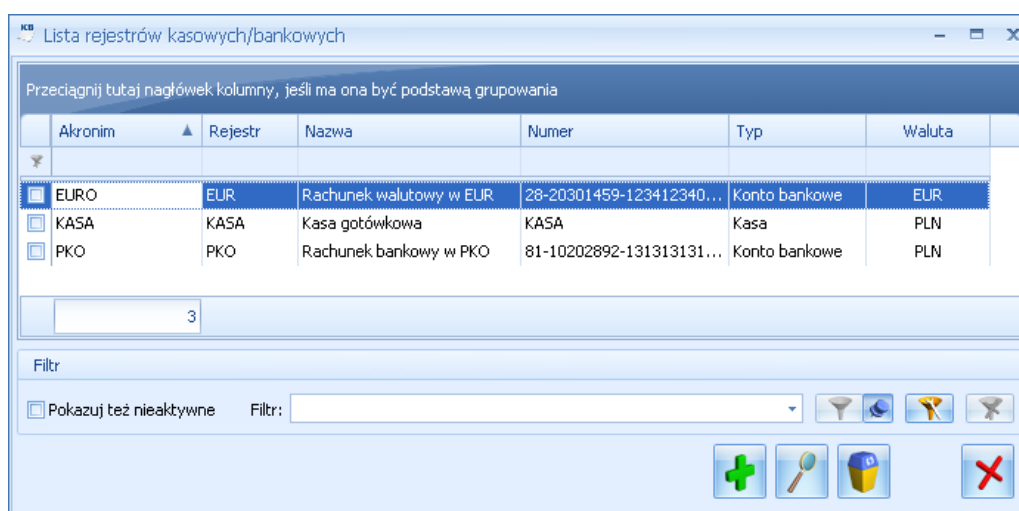 Lista rejestrów kasowych/bankowych
Przeciągnij tutaj nagłówek kolumny, jeśli ma ona być podstawą grupowania
Akronim Rejestr Nazwa Numer Typ Waluta
EURO EUR Rachunek walutowy w EUR 28-20301459-123412340... Konto bankowe EUR
KASA KASA Kasa gotówkowa KASA Kasa PLN
PKO PKO Rachunek bankowy w PKO 81-10202892-131313131... Konto bankowe PLN
3
Filtr
Pokazuj też nieaktywne Filtr: